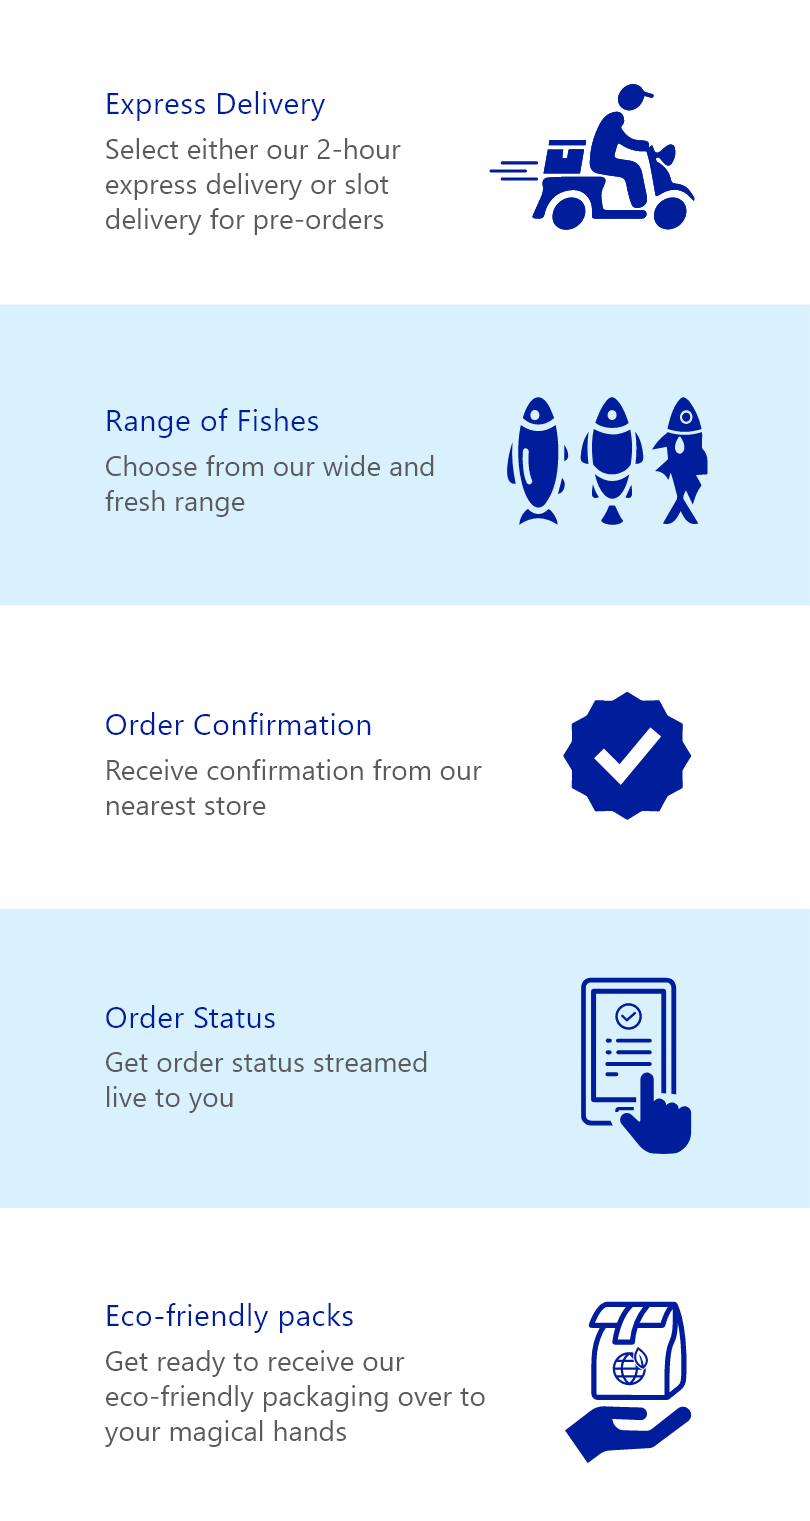 Express Delivery
Select either our 2-hour
express delivery or slot
delivery for pre-orders
Range of Fishes
Choose from our wide and
fresh range
Order Confirmation
Receive confirmation from our
nearest store
Order Status
Get order status streamed
live to you
Eco-friendly packs
Get ready to receive our
eco-friendly packaging over to
your magical hands